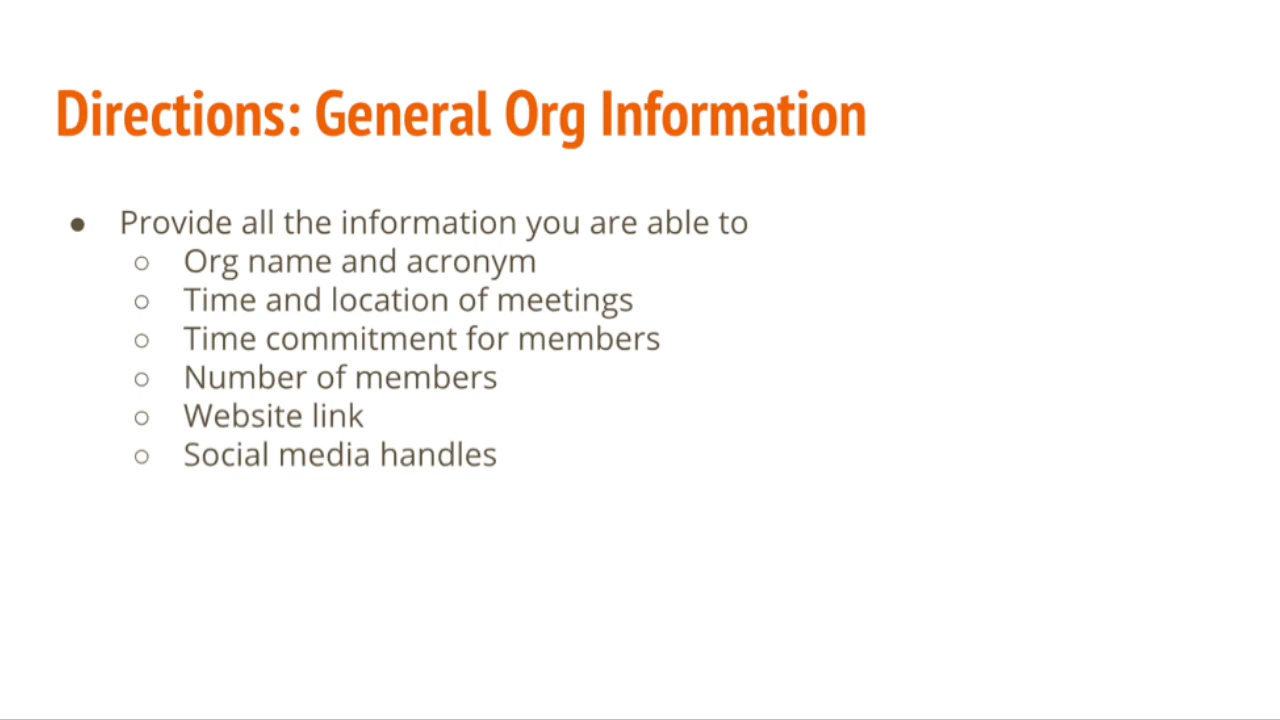 Directions: General Org Information
● Provide all the information you are able to
○ Org name and acronym
○ Time and location of meetings
○ Time commitment for members
○ Number of members
○ Website link
○ Social media handles